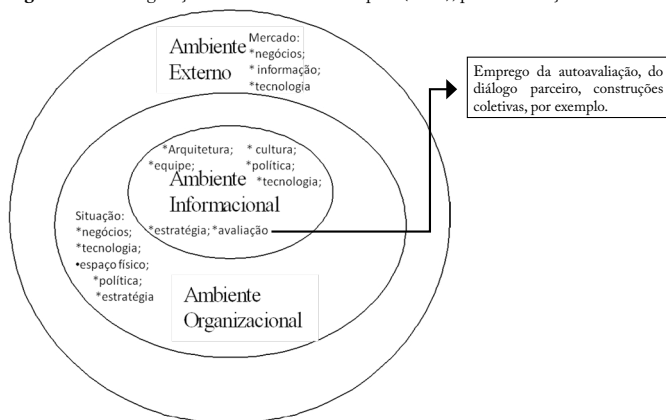 Ambiente
Externo
Mercado:
*negócios;
* informação;
*tecnologia
Emprego da autoavaliação, do
diálogo parceiro, construções
coletivas, por exemplo.
*Arquitetura; * cultura;
*equipe; *política;
Ambiente *tecnologia;
Informacional
*estratégia; *avaliação
Situação:
*negócios;
*tecnologia;
•espaço físico;
*política;
*estratégia
Ambiente
Organizacional